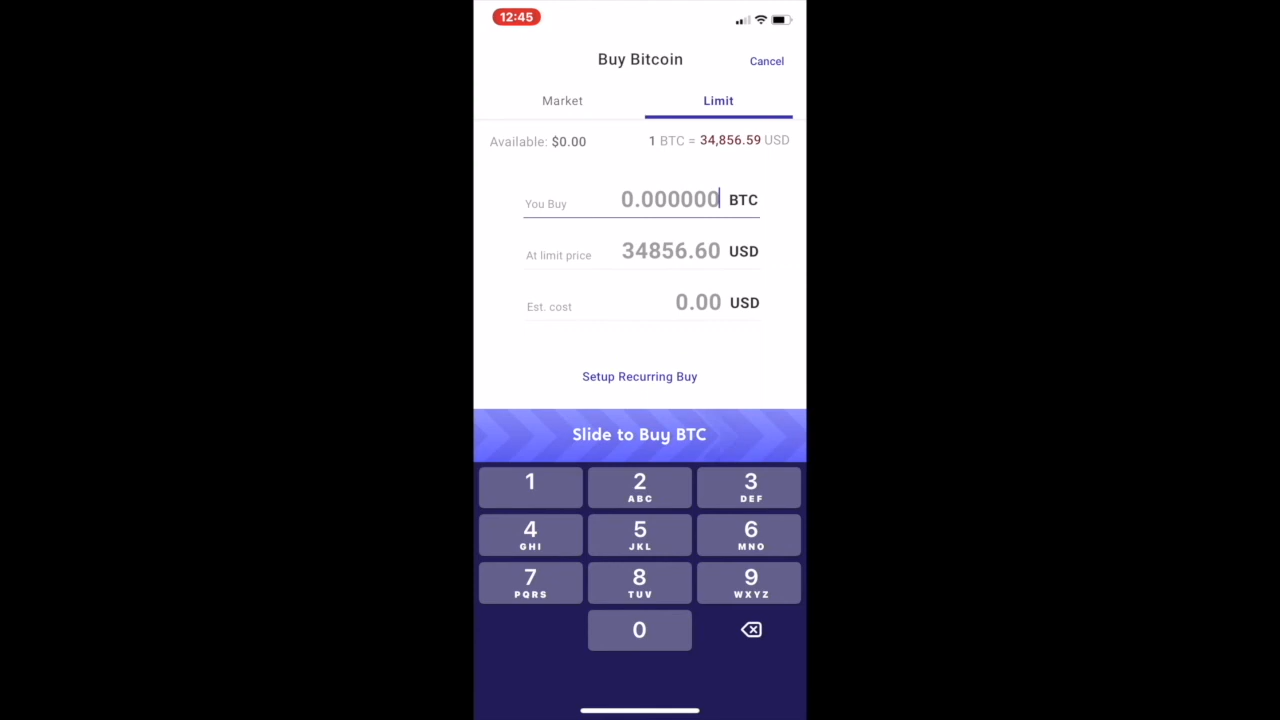 12:45
Buy Bitcoin
Cancel
Market
Limit
Available: $0.00
1 BTC = 34,856.59 USD
You Buy 0.000000 BTC
At limit price 34856.60 USD
Est. cost 0.00 USD
Setup Recurring Buy
Slide to Buy BTC
1 2 3
ABC DEF
4 5 6
GHI JKL MNO
7 8 9
PQRS TUV WXYZ
0